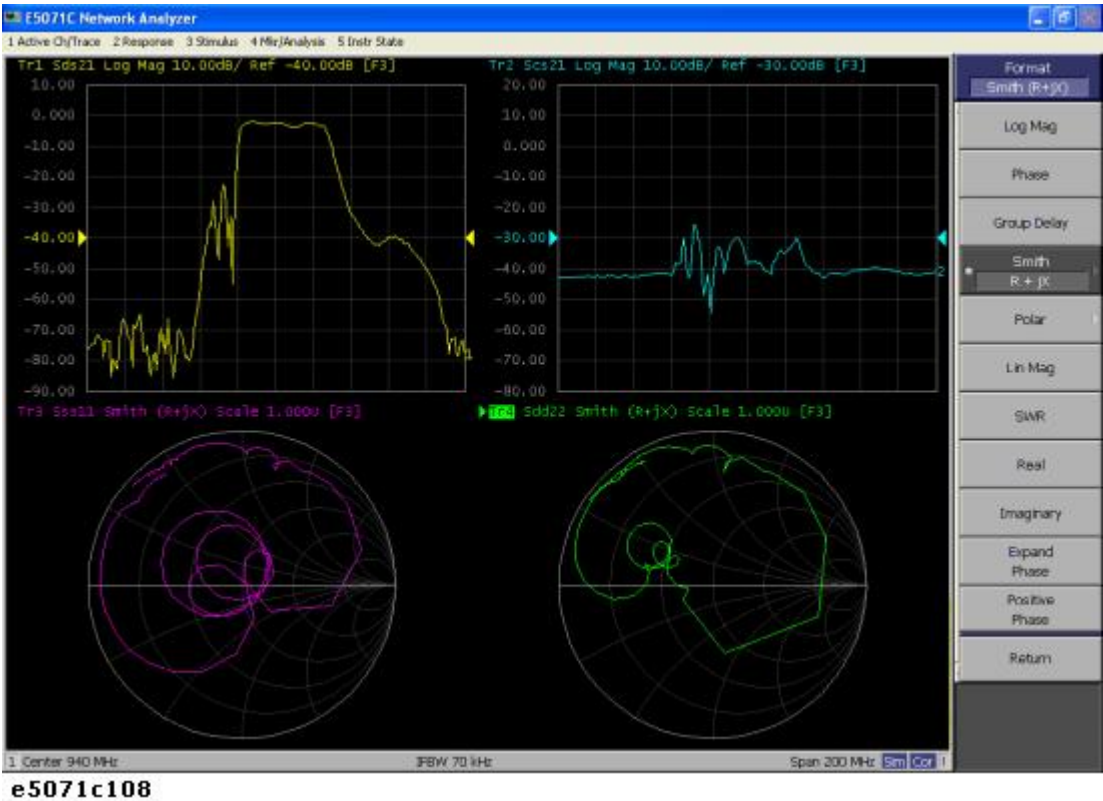 E5071C Network Analyzer
1 Active Ch/Trace 2 Response 3 Stimulus 4 Mkr/Analysis 5 Instr State
Tr1 Sds21 Log Mag 10.00dB/ Ref -40.00dB [F3]
10.00
0.000
-10.00
-20.00
-30.00
-40.00
-50.00
-60.00
-70.00
-80.00
-90.00
Tr2 Scs21 Log Mag 10.00dB/ Ref -30.00dB [F3]
20.00
10.00
0.000
-10.00
-20.00
-30.00
-40.00
-50.00
-60.00
-70.00
-80.00
2
Tr3 Sss11 Smith (R+jX) Scale 1.000U [F3]
Tr4 Sdd22 Smith (R+jX) Scale 1.000U [F3]
Format
Smith (R+jX)
Log Mag
Phase
Group Delay
Smith
R + jX
Polar
Lin Mag
SWR
Real
Imaginary
Expand
Phase
Positive
Phase
Return
1 Center 940 MHz IFBW 70 kHz Span 200 MHz Sim Cor !
e5071c108